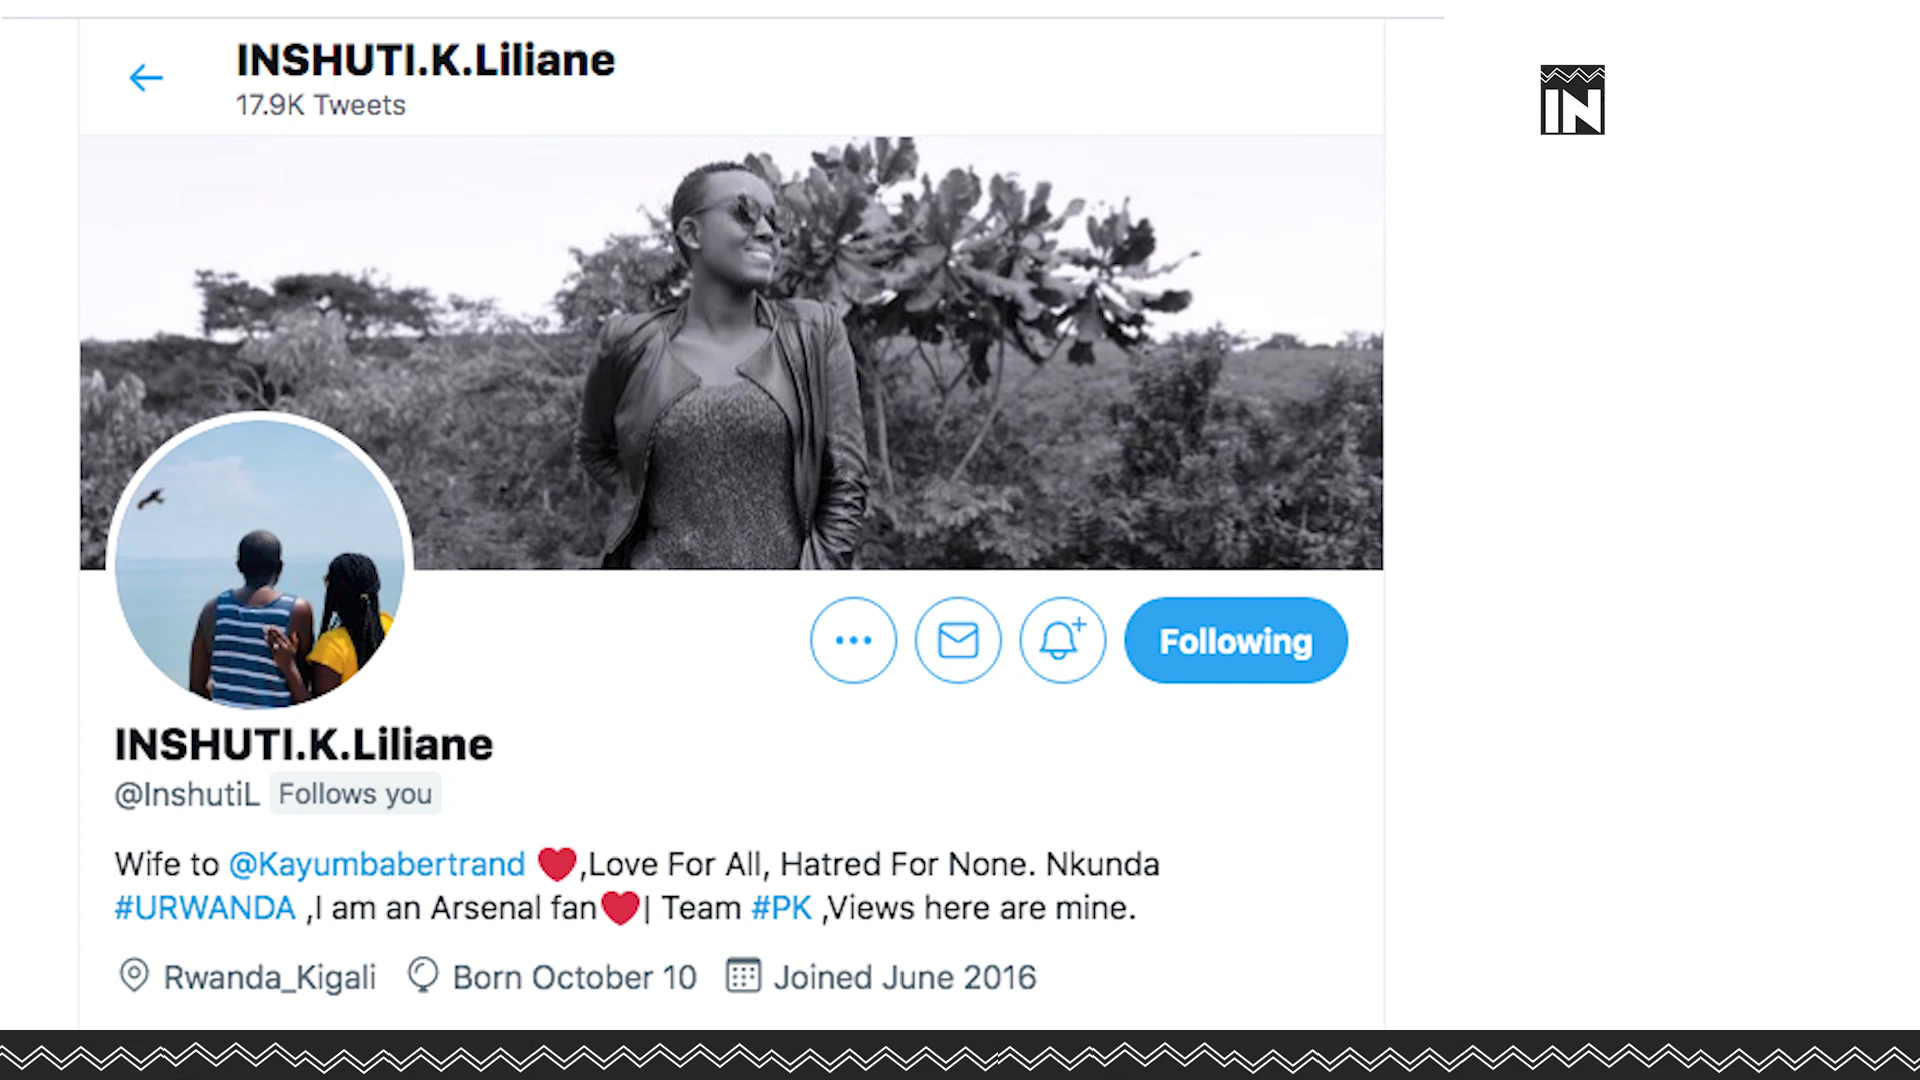 INSHUTI.K.Liliane
17.9K Tweets
IN
Following
INSHUTI.K.Liliane
@InshutiL Follows you
Wife to @Kayumbabertrand ❤️,Love For All, Hatred For None. Nkunda
#URWANDA ,I am an Arsenal fan❤️| Team #PK ,Views here are mine.
Rwanda_Kigali Born October 10 Joined June 2016